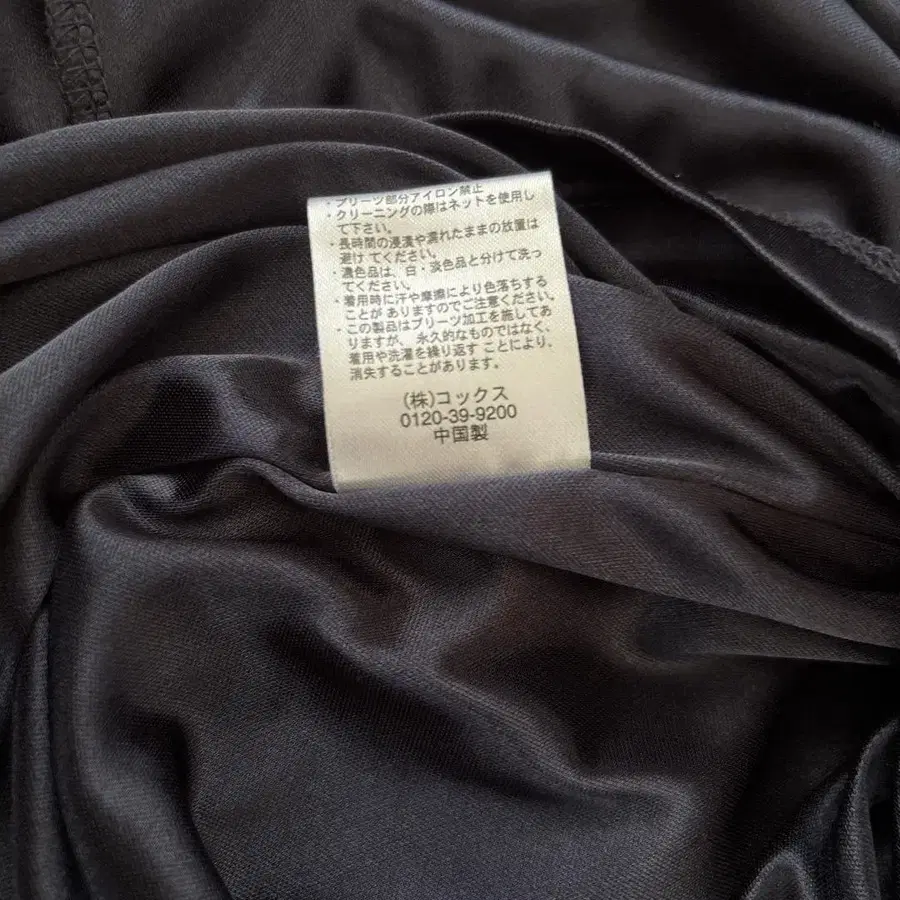 ・プリーツ部分アイロン禁止
・クリーニングの際はネットを使用し
て下さい。
・長時間の浸漬や濡れたままの放置は
避けてください。
・濃色品は、白・淡色品と分けて洗っ
てください。
・着用時に汗や摩擦により色落ちする
ことが ありますのでご注意ください。
・この製品はプリーツ加工を施してあ
りますが、永久的なものではなく、
着用や洗濯を繰り返す ことにより、
消失することがあります。
(株)コックス
0120-39-9200
中国製